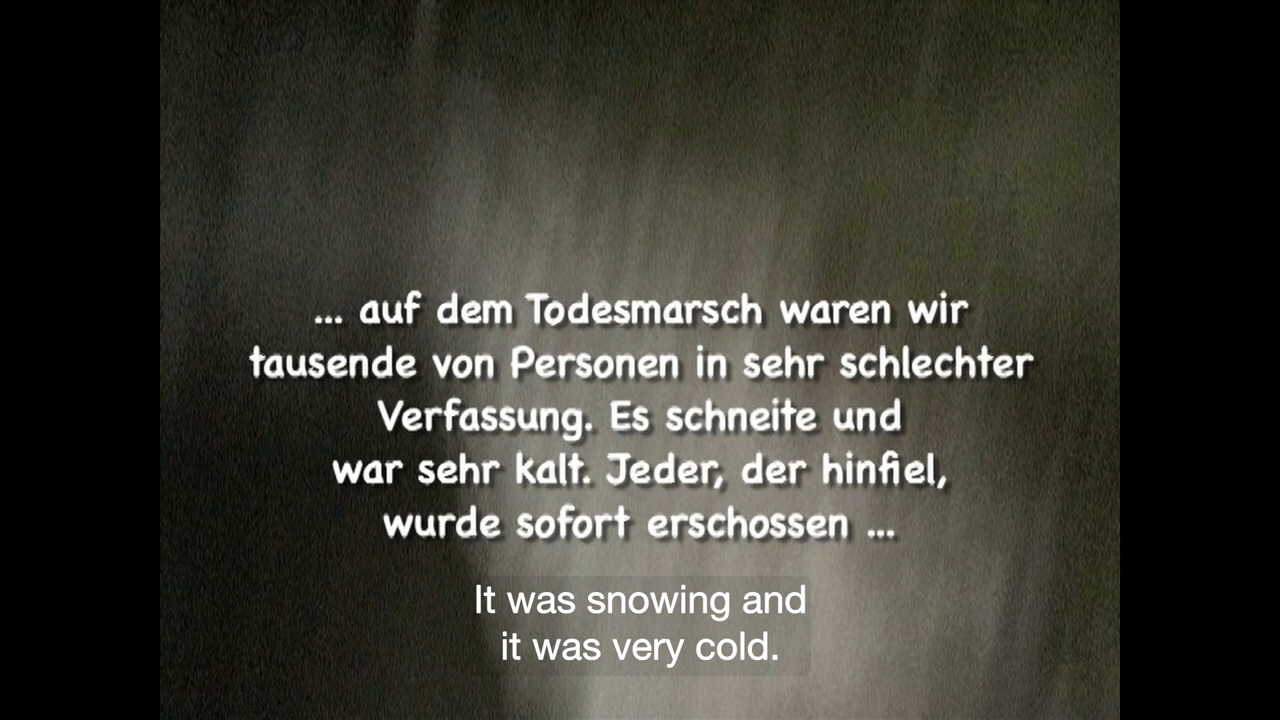 ... auf dem Todesmarsch waren wir
tausende von Personen in sehr schlechter
Verfassung. Es schneite und
war sehr kalt. Jeder, der hinfiel,
wurde sofort erschossen ...
It was snowing and
it was very cold.